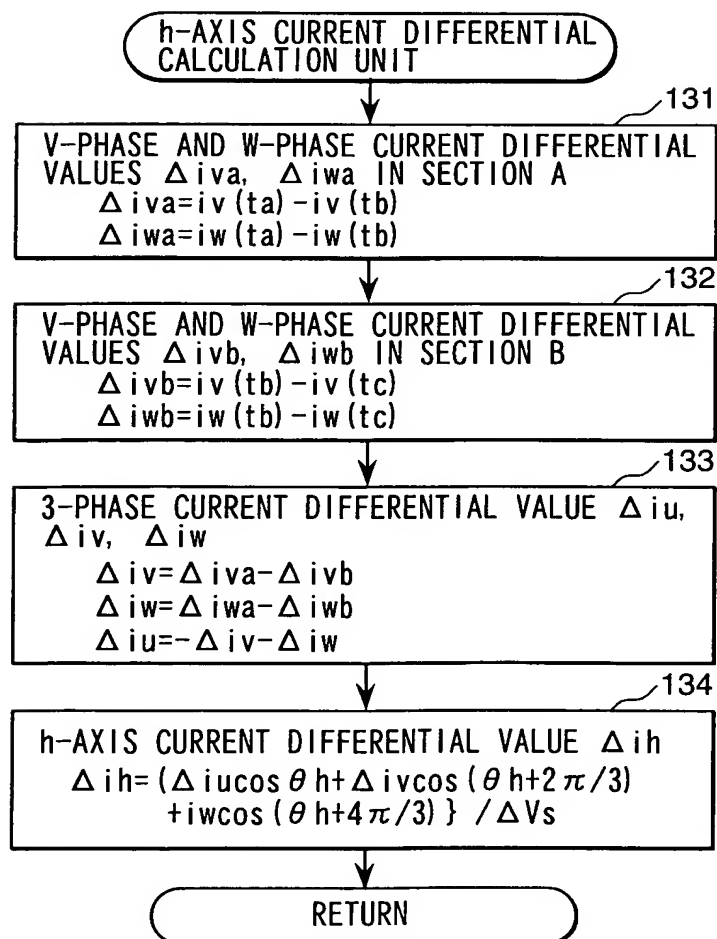 h-AXIS CURRENT DIFFERENTIAL
CALCULATION UNIT
131
V-PHASE AND W-PHASE CURRENT DIFFERENTIAL
VALUES Δiva, Δiwa IN SECTION A
Δiva=iv(ta)-iv(tb)
Δiwa=iw(ta)-iw(tb)
132
V-PHASE AND W-PHASE CURRENT DIFFERENTIAL
VALUES Δivb, Δiwb IN SECTION B
Δivb=iv(tb)-iv(tc)
Δiwb=iw(tb)-iw(tc)
133
3-PHASE CURRENT DIFFERENTIAL VALUE Δiu,
Δiv, Δiw
Δiv=Δiva-Δivb
Δiw=Δiwa-Δiwb
Δiu=-Δiv-Δiw
134
h-AXIS CURRENT DIFFERENTIAL VALUE Δih
Δih=(Δiucosθh+Δivcos(θh+2π/3)
+iwcos(θh+4π/3)}/ΔVs
RETURN